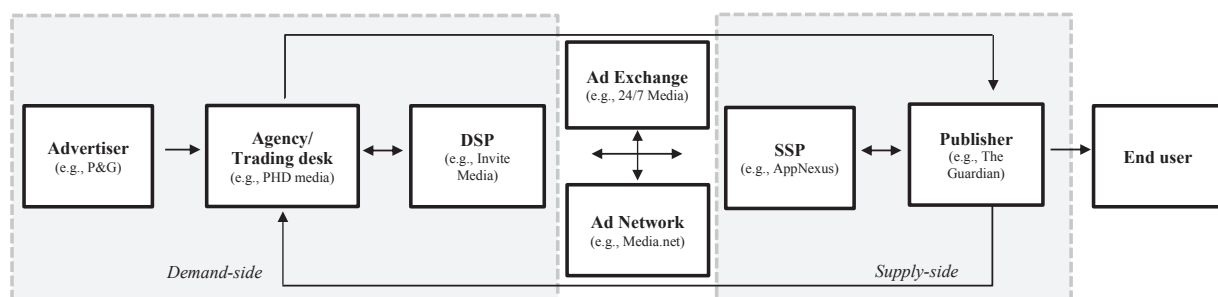 Advertiser
(e.g., P&G)
Agency/
Trading desk
(e.g., PHD media)
DSP
(e.g., Invite
Media)
Ad Exchange
(e.g., 24/7 Media)
Ad Network
(e.g., Media.net)
SSP
(e.g., AppNexus)
Publisher
(e.g., The
Guardian)
End user
Demand-side
Supply-side